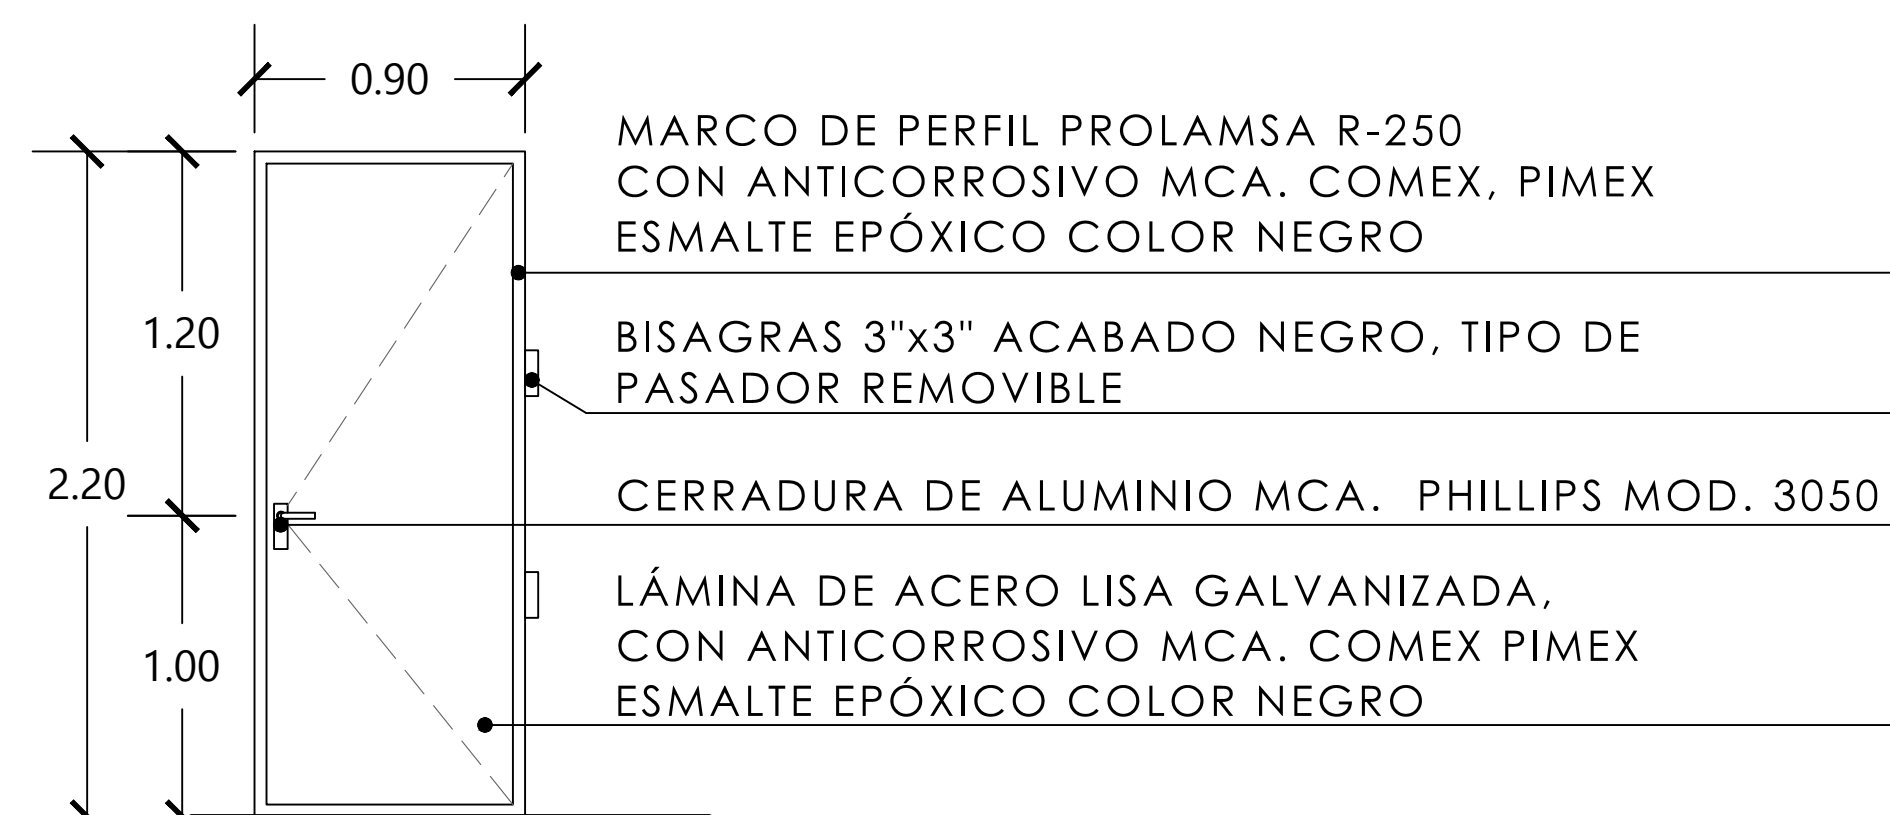 0.90
MARCO DE PERFIL PROLAMSA R-250
CON ANTICORROSIVO MCA. COMEX, PIMEX
ESMALTE EPÓXICO COLOR NEGRO
1.20
BISAGRAS 3"x3" ACABADO NEGRO, TIPO DE
PASADOR REMOVIBLE
2.20
CERRADURA DE ALUMINIO MCA.  PHILLIPS MOD. 3050
1.00
LÁMINA DE ACERO LISA GALVANIZADA,
CON ANTICORROSIVO MCA. COMEX PIMEX
ESMALTE EPÓXICO COLOR NEGRO